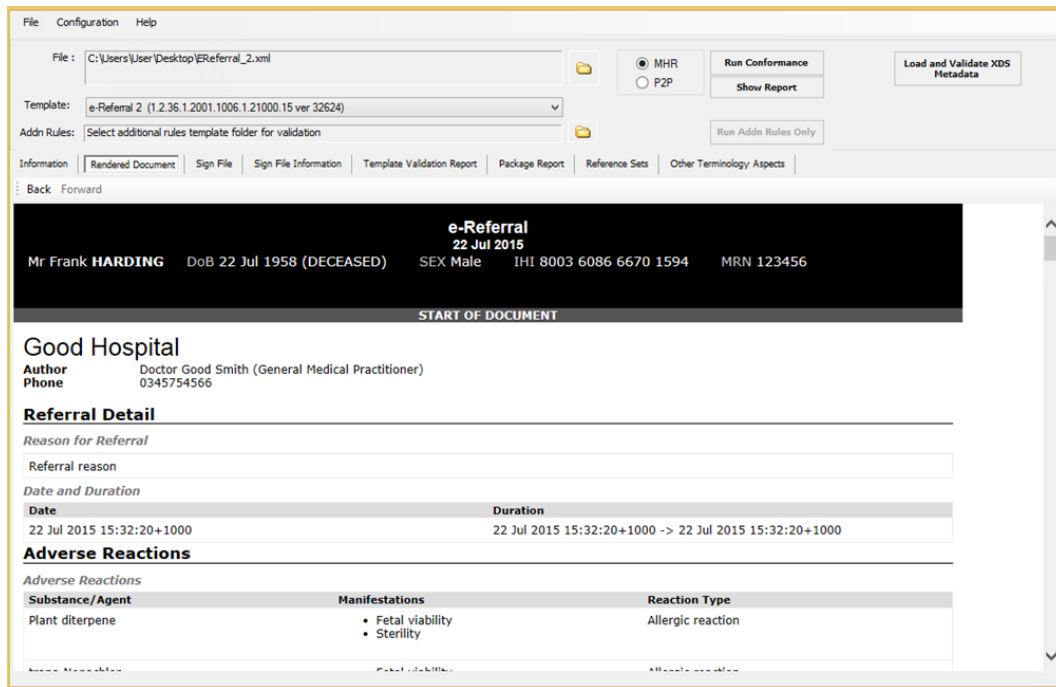 File Configuration Help
File : C:\Users\User\Desktop\EReferral_2.xml
MHR
P2P
Run Conformance
Show Report
Load and Validate XDS
Metadata
Template: e-Referral 2 (1.2.36.1.2001.1006.1.21000.15 ver 32624)
Addn Rules: Select additional rules template folder for validation
Run Addn Rules Only
Information Rendered Document Sign File Sign File Information Template Validation Report Package Report Reference Sets Other Terminology Aspects
Back Forward
e-Referral
22 Jul 2015
Mr Frank HARDING DoB 22 Jul 1958 (DECEASED) SEX Male IHI 8003 6086 6670 1594 MRN 123456
START OF DOCUMENT
Good Hospital
Author Doctor Good Smith (General Medical Practitioner)
Phone 0345754566
Referral Detail
Reason for Referral
Referral reason
Date and Duration
Date Duration
22 Jul 2015 15:32:20+1000 22 Jul 2015 15:32:20+1000 -> 22 Jul 2015 15:32:20+1000
Adverse Reactions
Adverse Reactions
Substance/Agent Manifestations Reaction Type
Plant diterpene • Fetal viability Allergic reaction
• Sterility